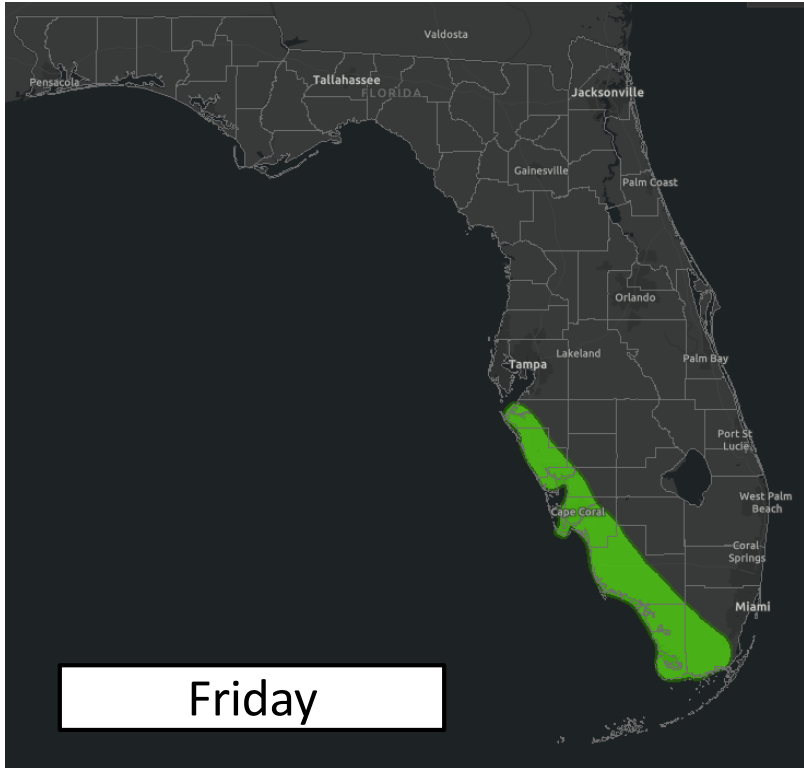 Valdosta
Pensacola
Tallahassee
FLORIDA
Jacksonville
Gainesville
Palm Coast
Orlando
Lakeland
Tampa
Palm Bay
Port St
Lucie
West Palm
Beach
Cape Coral
Coral
Springs
Miami
Friday